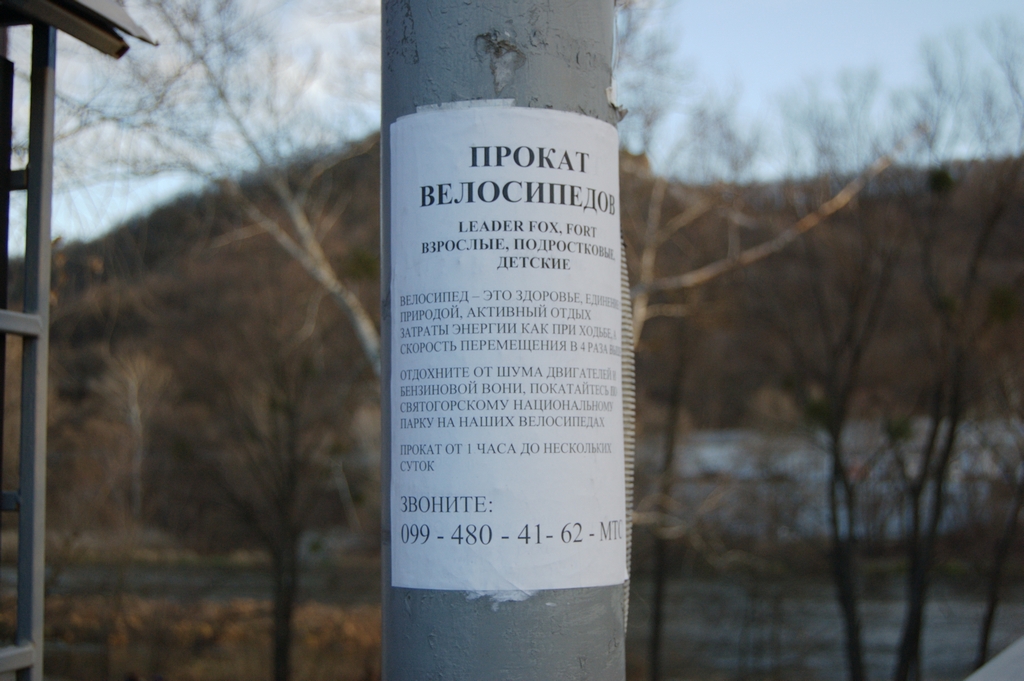 ПРОКАТ
ВЕЛОСИПЕДОВ
LEADER FOX, FORT
ВЗРОСЛЫЕ, ПОДРОСТКОВЫЕ,
ДЕТСКИЕ
ВЕЛОСИПЕД – ЭТО ЗДОРОВЬЕ,
ПРИРОДОЙ, АКТИВНЫЙ ОТДЫХ
ЗАТРАТЫ ЭНЕРГИИ КАК ПРИ ХОДЬБЕ, А
СКОРОСТЬ ПЕРЕМЕЩЕНИЯ В 4 РАЗА
ОТДОХНИТЕ ОТ ШУМА ДВИГАТЕЛЕЙ И
БЕНЗИНОВОЙ ВОНИ, ПОКАТАЙТЕСЬ ПО
СВЯТОГОРСКОМУ НАЦИОНАЛЬНОМУ
ПАРКУ НА НАШИХ ВЕЛОСИПЕДАХ
ПРОКАТ ОТ 1 ЧАСА ДО НЕСКОЛЬКИХ
СУТОК
ЗВОНИТЕ:
099 - 480 - 41- 62 - МТС